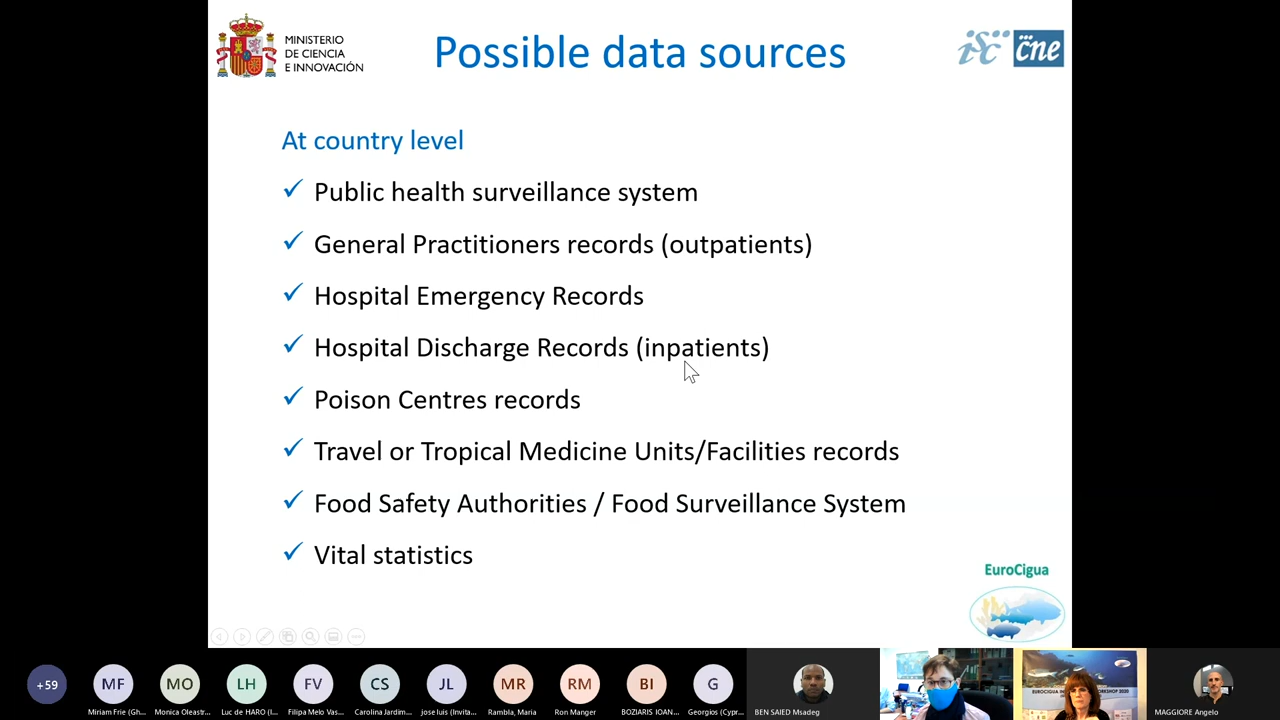 MINISTERIO
DE CIENCIA
E INNOVACIÓN
Possible data sources
isc cne
At country level
Public health surveillance system
General Practitioners records (outpatients)
Hospital Emergency Records
Hospital Discharge Records (inpatients)
Poison Centres records
Travel or Tropical Medicine Units/Facilities records
Food Safety Authorities / Food Surveillance System
Vital statistics
EuroCigua
+59
MF
MO
LH
FV
CS
JL
MR
RM
BI
G
Miriam Frie (Gh...
Monica Oleastr...
Luc de HARO (I...
Filipa Melo Vas...
Carolina Jardim...
jose luis (Invita...
Rambla, Maria
Ron Manger
BOZIARIS IOAN...
Georgios (Cypr...
BEN SAIED Msadeg
MAGGIORE Angelo